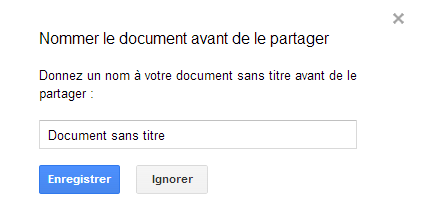 Nommer le document avant de le partager
Donnez un nom à votre document sans titre avant de le
partager :
Document sans titre
Enregistrer
Ignorer